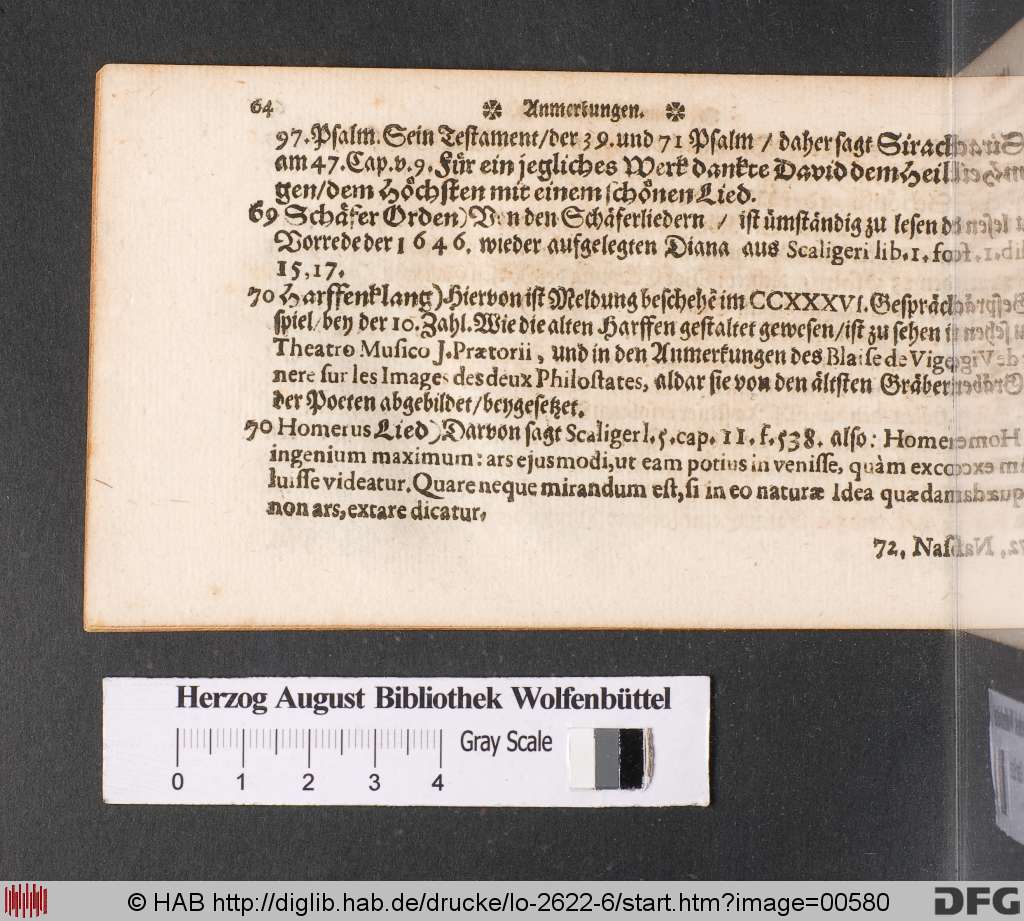 64 Anmerkungen.
97. Psalm. Sein Testament/ der 39. und 71 Psalm / daher sagt Sirach
am 47. Cap. v. 9. Für ein jegliches Werk dankte David dem Heil
gen/ dem Höchsten mit einem schönen Lied.
69 Schäfer Orden) Von den Schäferliedern / ist ümständig zu lesen
Vorrede der 1646. wieder aufgelegten Diana aus Scaligeri lib. 1.
15, 17.
70 Harffenklang) Hiervon ist Meldung beschehẽ im CCXXXVI. Gespräch
spiel/ bey der 10. Zahl. Wie die alten Harffen gestaltet gewesen/ ist zu sehen
Theatro Musico J. Prætorii, und in den Anmerkungen des Blaise de Vige
nere sur les Images des deux Philostates, aldar sie von den ältsten Gräber
der Poeten abgebildet/ beygesetzet.
70 Homerus Lied) Darvon sagt Scaliger l. 5. cap. 11. f. 538. also: Homer
ingenium maximum: ars ejusmodi, ut eam potius in venisse, quàm exco
luisse videatur. Quare neque mirandum est, si in eo naturæ Idea quædam
non ars, extare dicatur.
72, Nas
Herzog August Bibliothek Wolfenbüttel
Gray Scale
0 1 2 3 4
© HAB http://diglib.hab.de/drucke/lo-2622-6/start.htm?image=00580
DFG